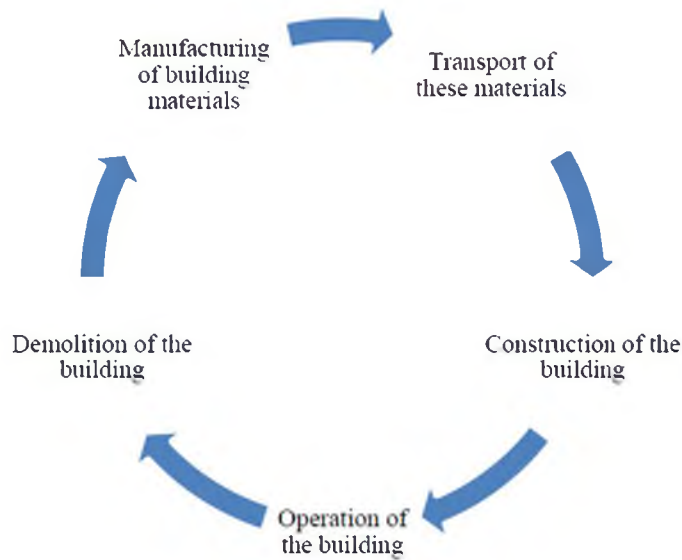 Manufacturing
of building
materials
Transport of
these materials
Construction of the
building
Operation of
the building
Demolition of the
building